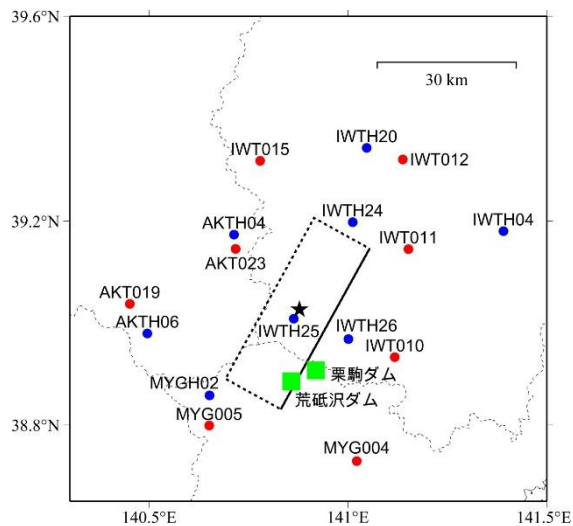 39.6°N
30 km
IWTH20
IWT015
IWT012
39.2°N
AKTH04
IWTH24
IWTH04
IWT011
AKT023
AKT019
AKTH06
IWTH25
IWTH26
IWT010
栗駒ダム
MYGH02
荒砥沢ダム
MYG005
38.8°N
MYG004
140.5°E
141°E
141.5°E